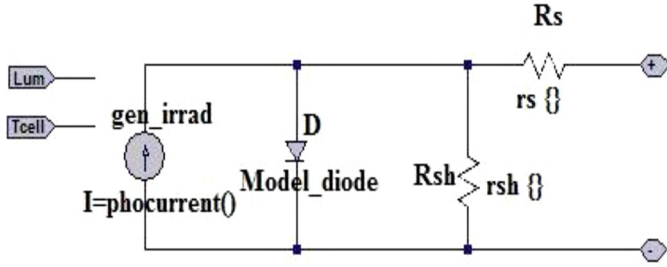 Rs
Lum
+
rs {}
Tcell
gen_irrad
D
Rsh
rsh {}
Model_diode
I=phocurrent()
-